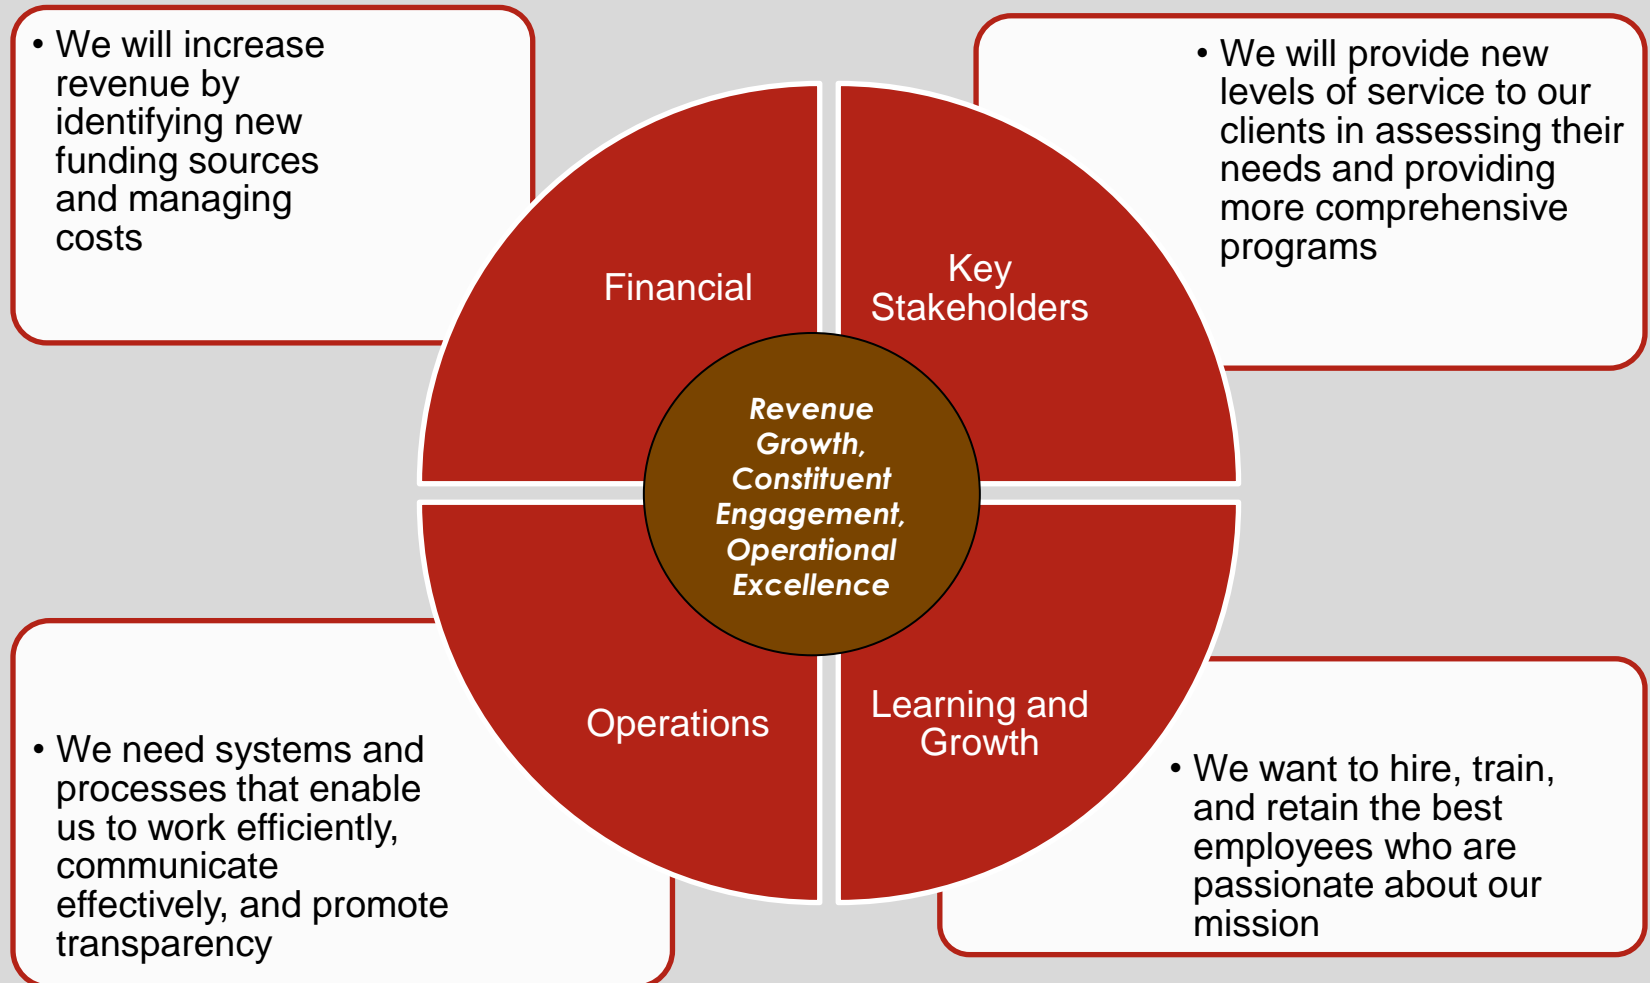 • We will increase
revenue by
identifying new
funding sources
and managing
costs
• We will provide new
levels of service to our
clients in assessing their
needs and providing
more comprehensive
programs
Financial
Key
Stakeholders
Revenue
Growth,
Constituent
Engagement,
Operational
Excellence
Operations
Learning and
Growth
• We need systems and
processes that enable
us to work efficiently,
communicate
effectively, and promote
transparency
• We want to hire, train,
and retain the best
employees who are
passionate about our
mission